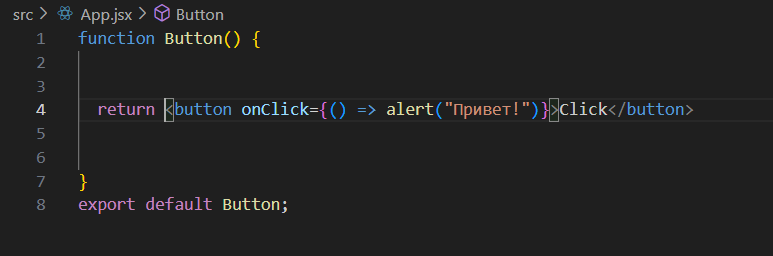 src > App.jsx > Button
1 function Button() {
2
3
4 return <button onClick={() => alert("Привет!")}>Click</button>
5
6
7 }
8 export default Button;